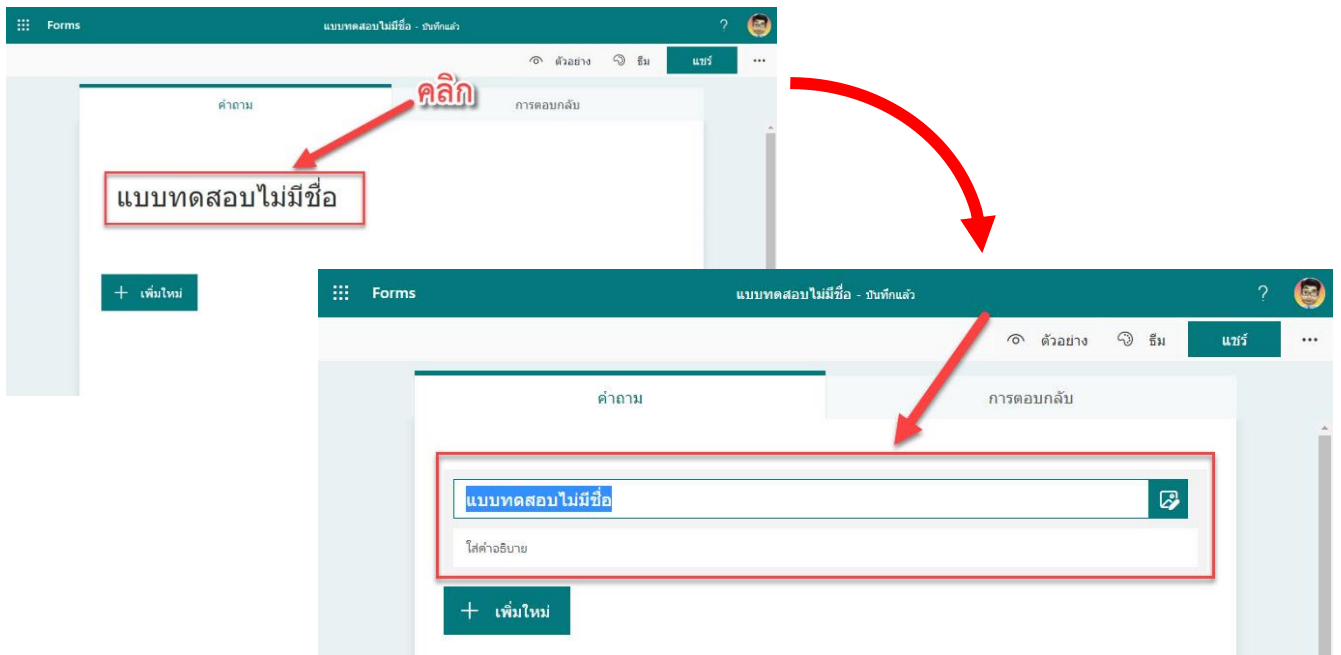 Forms
แบบทดสอบไม่มีชื่อ - บันทึกแล้ว
?
ตัวอย่าง
ธีม
แชร์
คลิก
คำถาม
การตอบกลับ
แบบทดสอบไม่มีชื่อ
เพิ่มใหม่
Forms
แบบทดสอบไม่มีชื่อ - บันทึกแล้ว
?
ตัวอย่าง
ธีม
แชร์
คำถาม
การตอบกลับ
แบบทดสอบไม่มีชื่อ
ใส่คำอธิบาย
เพิ่มใหม่